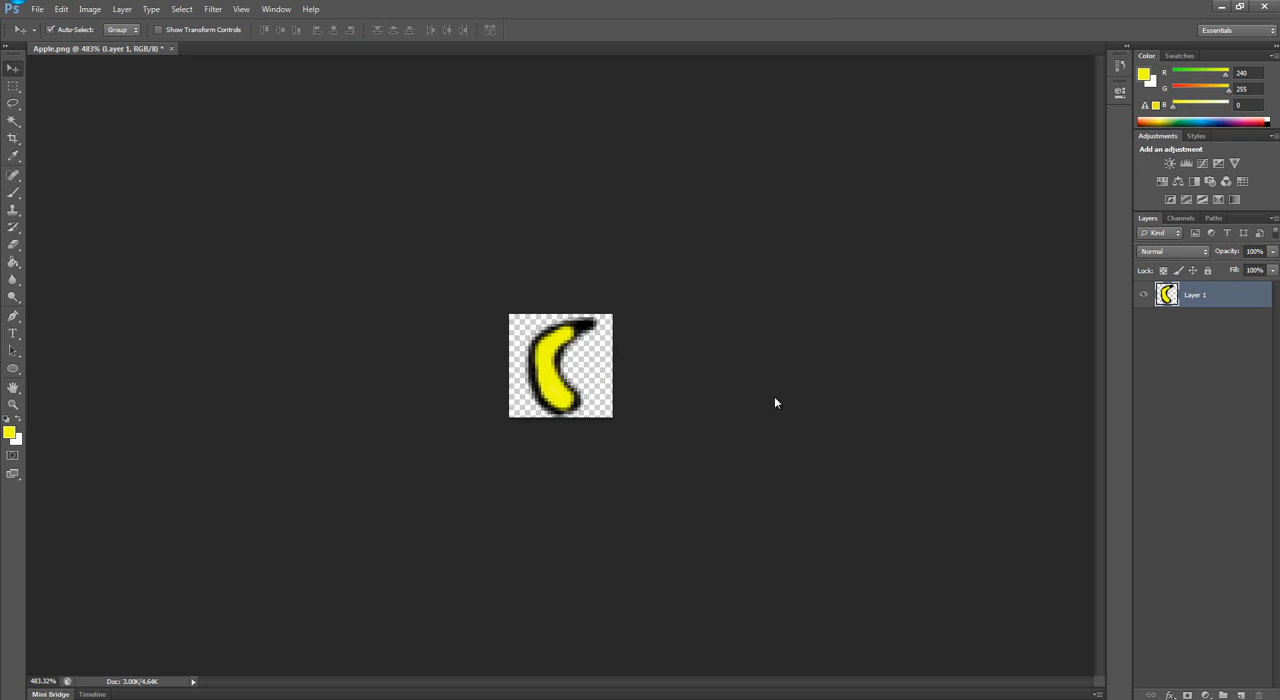 Ps File Edit Image Layer Type Select Filter View Window Help
Auto-Select: Group Show Transform Controls Essentials
Apple.png @ 483% (Layer 1, RGB/8) *
Color Swatches
R 240
G 255
B 0
Adjustments Styles
Add an adjustment
Layers Channels Paths
Kind T
Normal Opacity: 100%
Lock: Fill: 100%
Layer 1
T
483.32% Doc: 3.00K/4.64K
Mini Bridge Timeline
fx